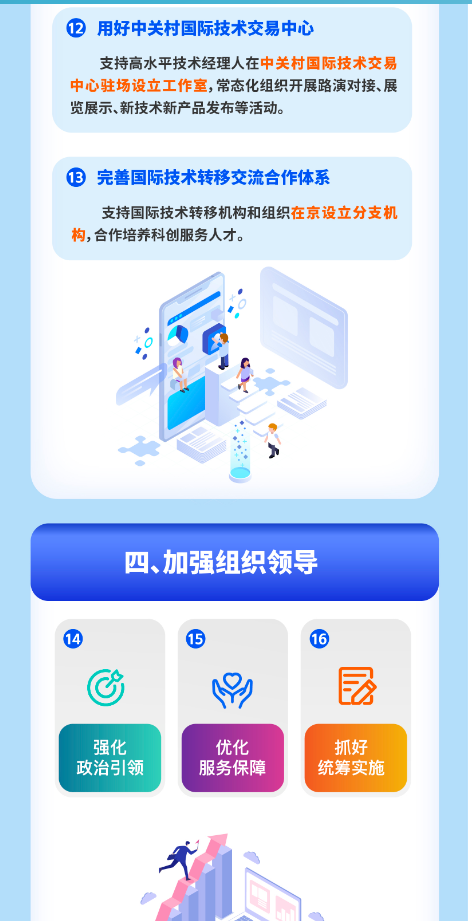 12 用好中关村国际技术交易中心
支持高水平技术经理人在中关村国际技术交易
中心驻场设立工作室，常态化组织开展路演对接、展
览展示、新技术新产品发布等活动。
13 完善国际技术转移交流合作体系
支持国际技术转移机构和组织在京设立分支机
构，合作培养科创服务人才。
四、加强组织领导
14 15 16
强化 优化 抓好
政治引领 服务保障 统筹实施